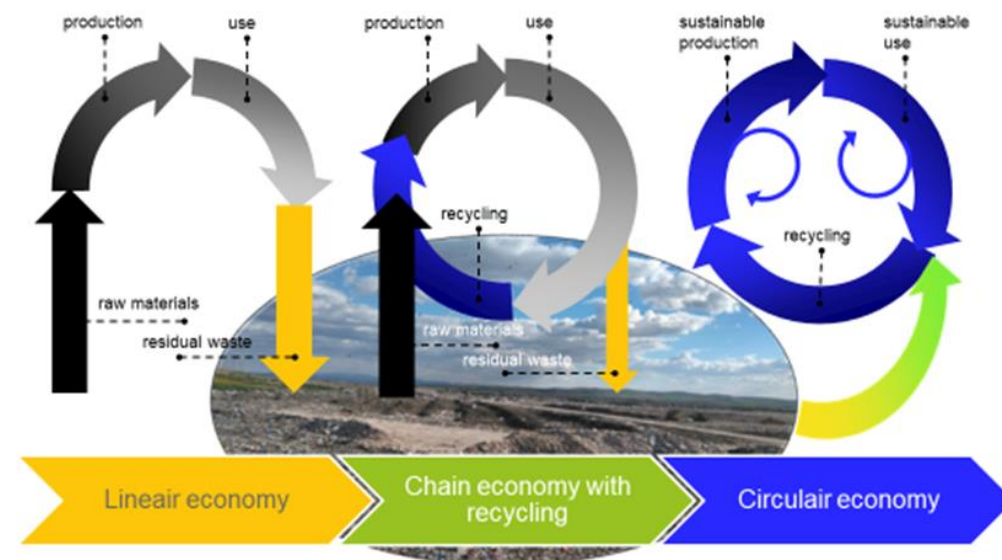 production
use
raw materials
residual waste
production
use
recycling
raw materials
residual waste
sustainable
production
sustainable
use
recycling
Lineair economy
Chain economy with
recycling
Circulair economy